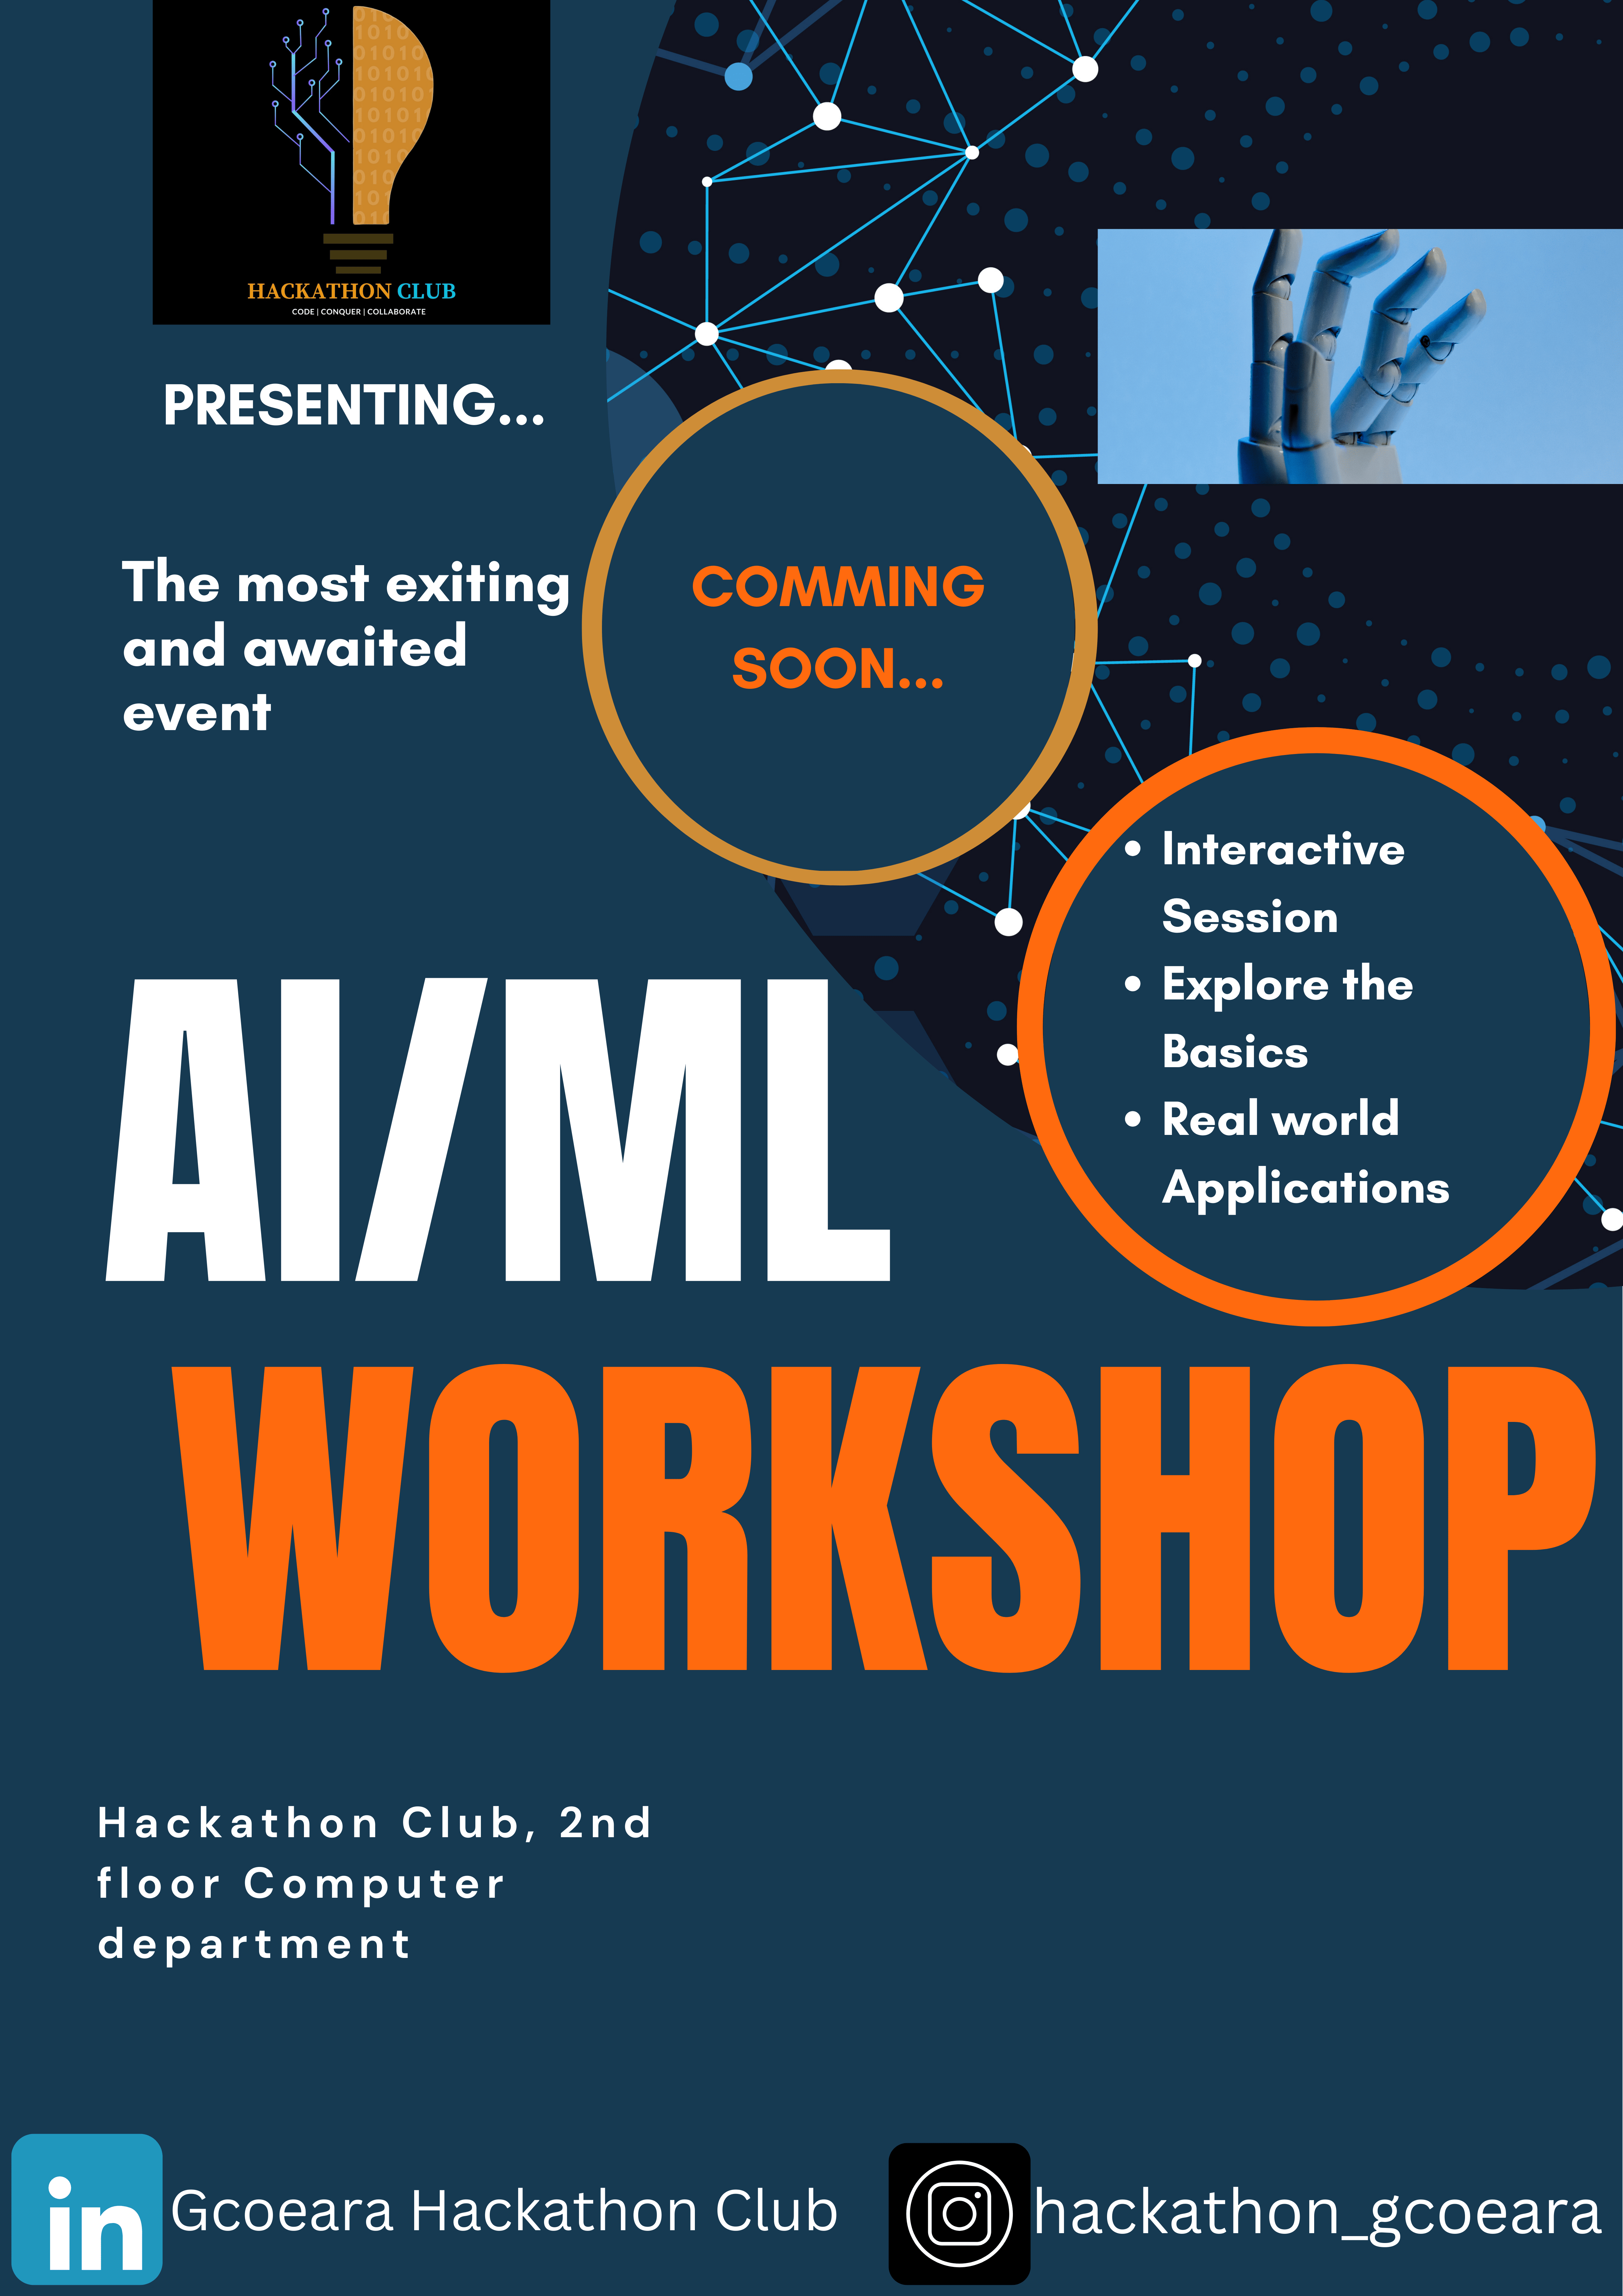 HACKATHON CLUB
CODE | CONQUER | COLLABORATE
PRESENTING...
The most exiting
and awaited
event
COMMING
SOON...
• Interactive
Session
• Explore the
Basics
• Real world
Applications
AI/ML
WORKSHOP
Hackathon Club, 2nd
floor Computer
department
in Gcoeara Hackathon Club
hackathon_gcoeara